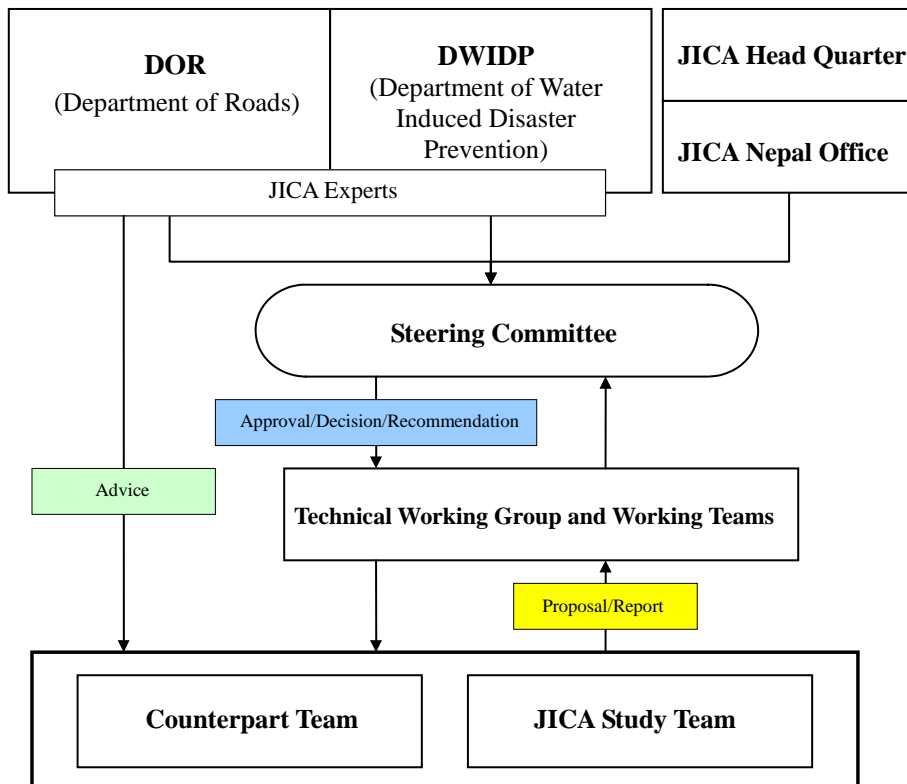 DOR
(Department of Roads)
DWIDP
(Department of Water
Induced Disaster
Prevention)
JICA Head Quarter
JICA Nepal Office
JICA Experts
Steering Committee
Approval/Decision/Recommendation
Advice
Technical Working Group and Working Teams
Proposal/Report
Counterpart Team
JICA Study Team